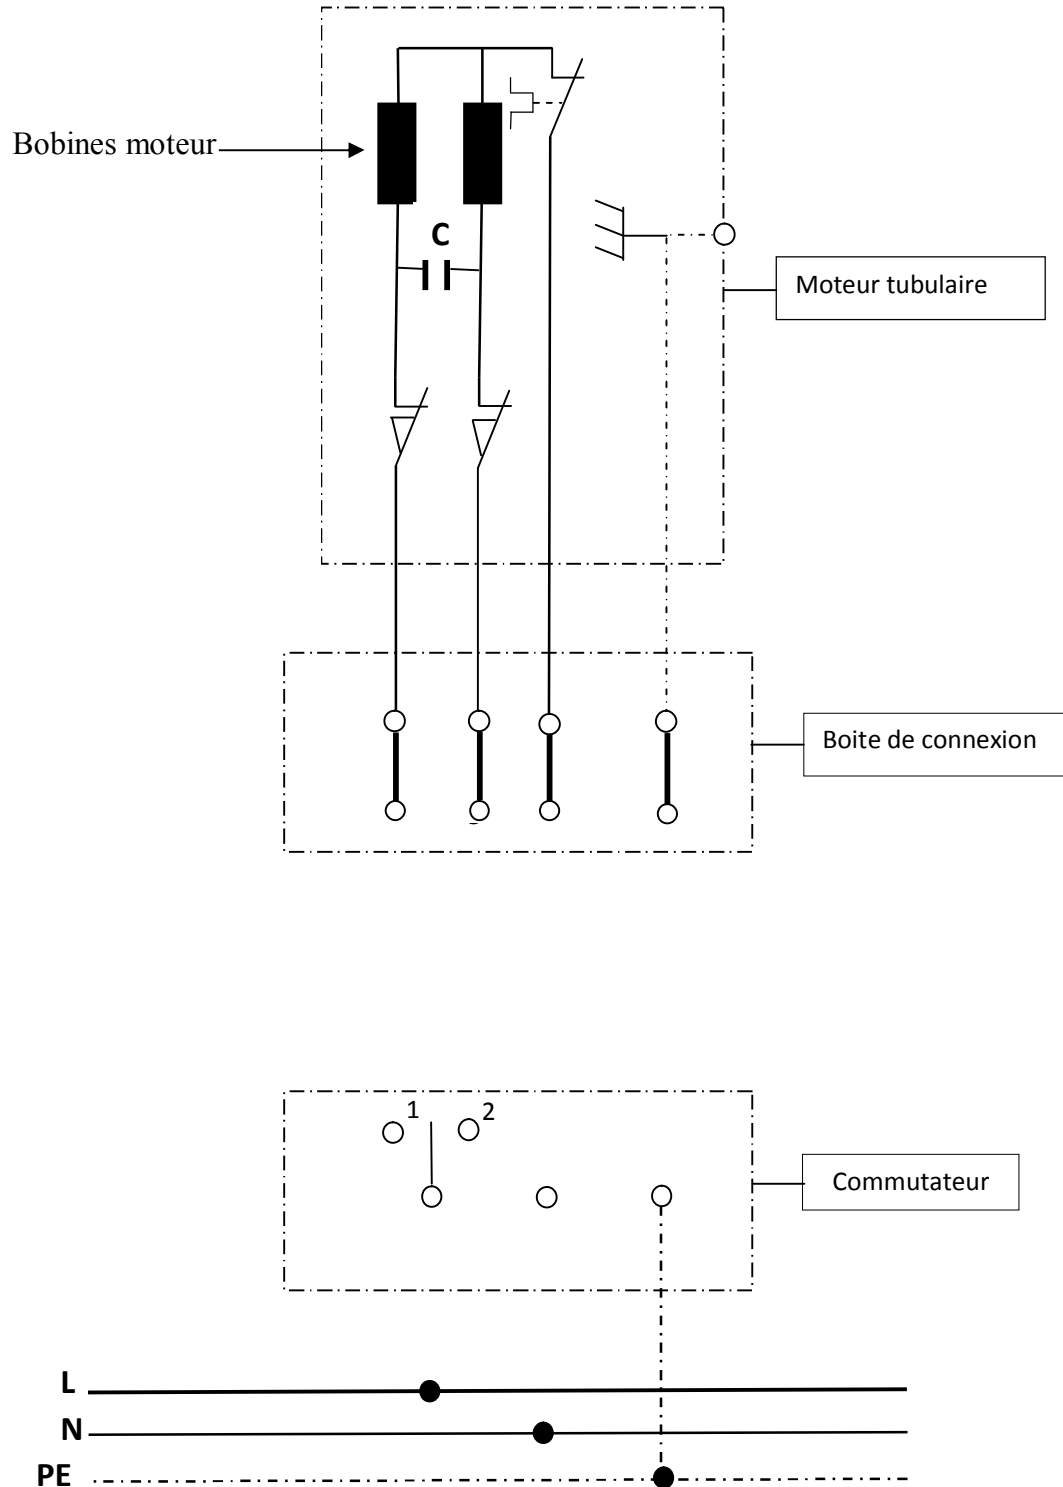 Bobines moteur
C
Moteur tubulaire
Boite de connexion
1
2
Commutateur
L
N
PE